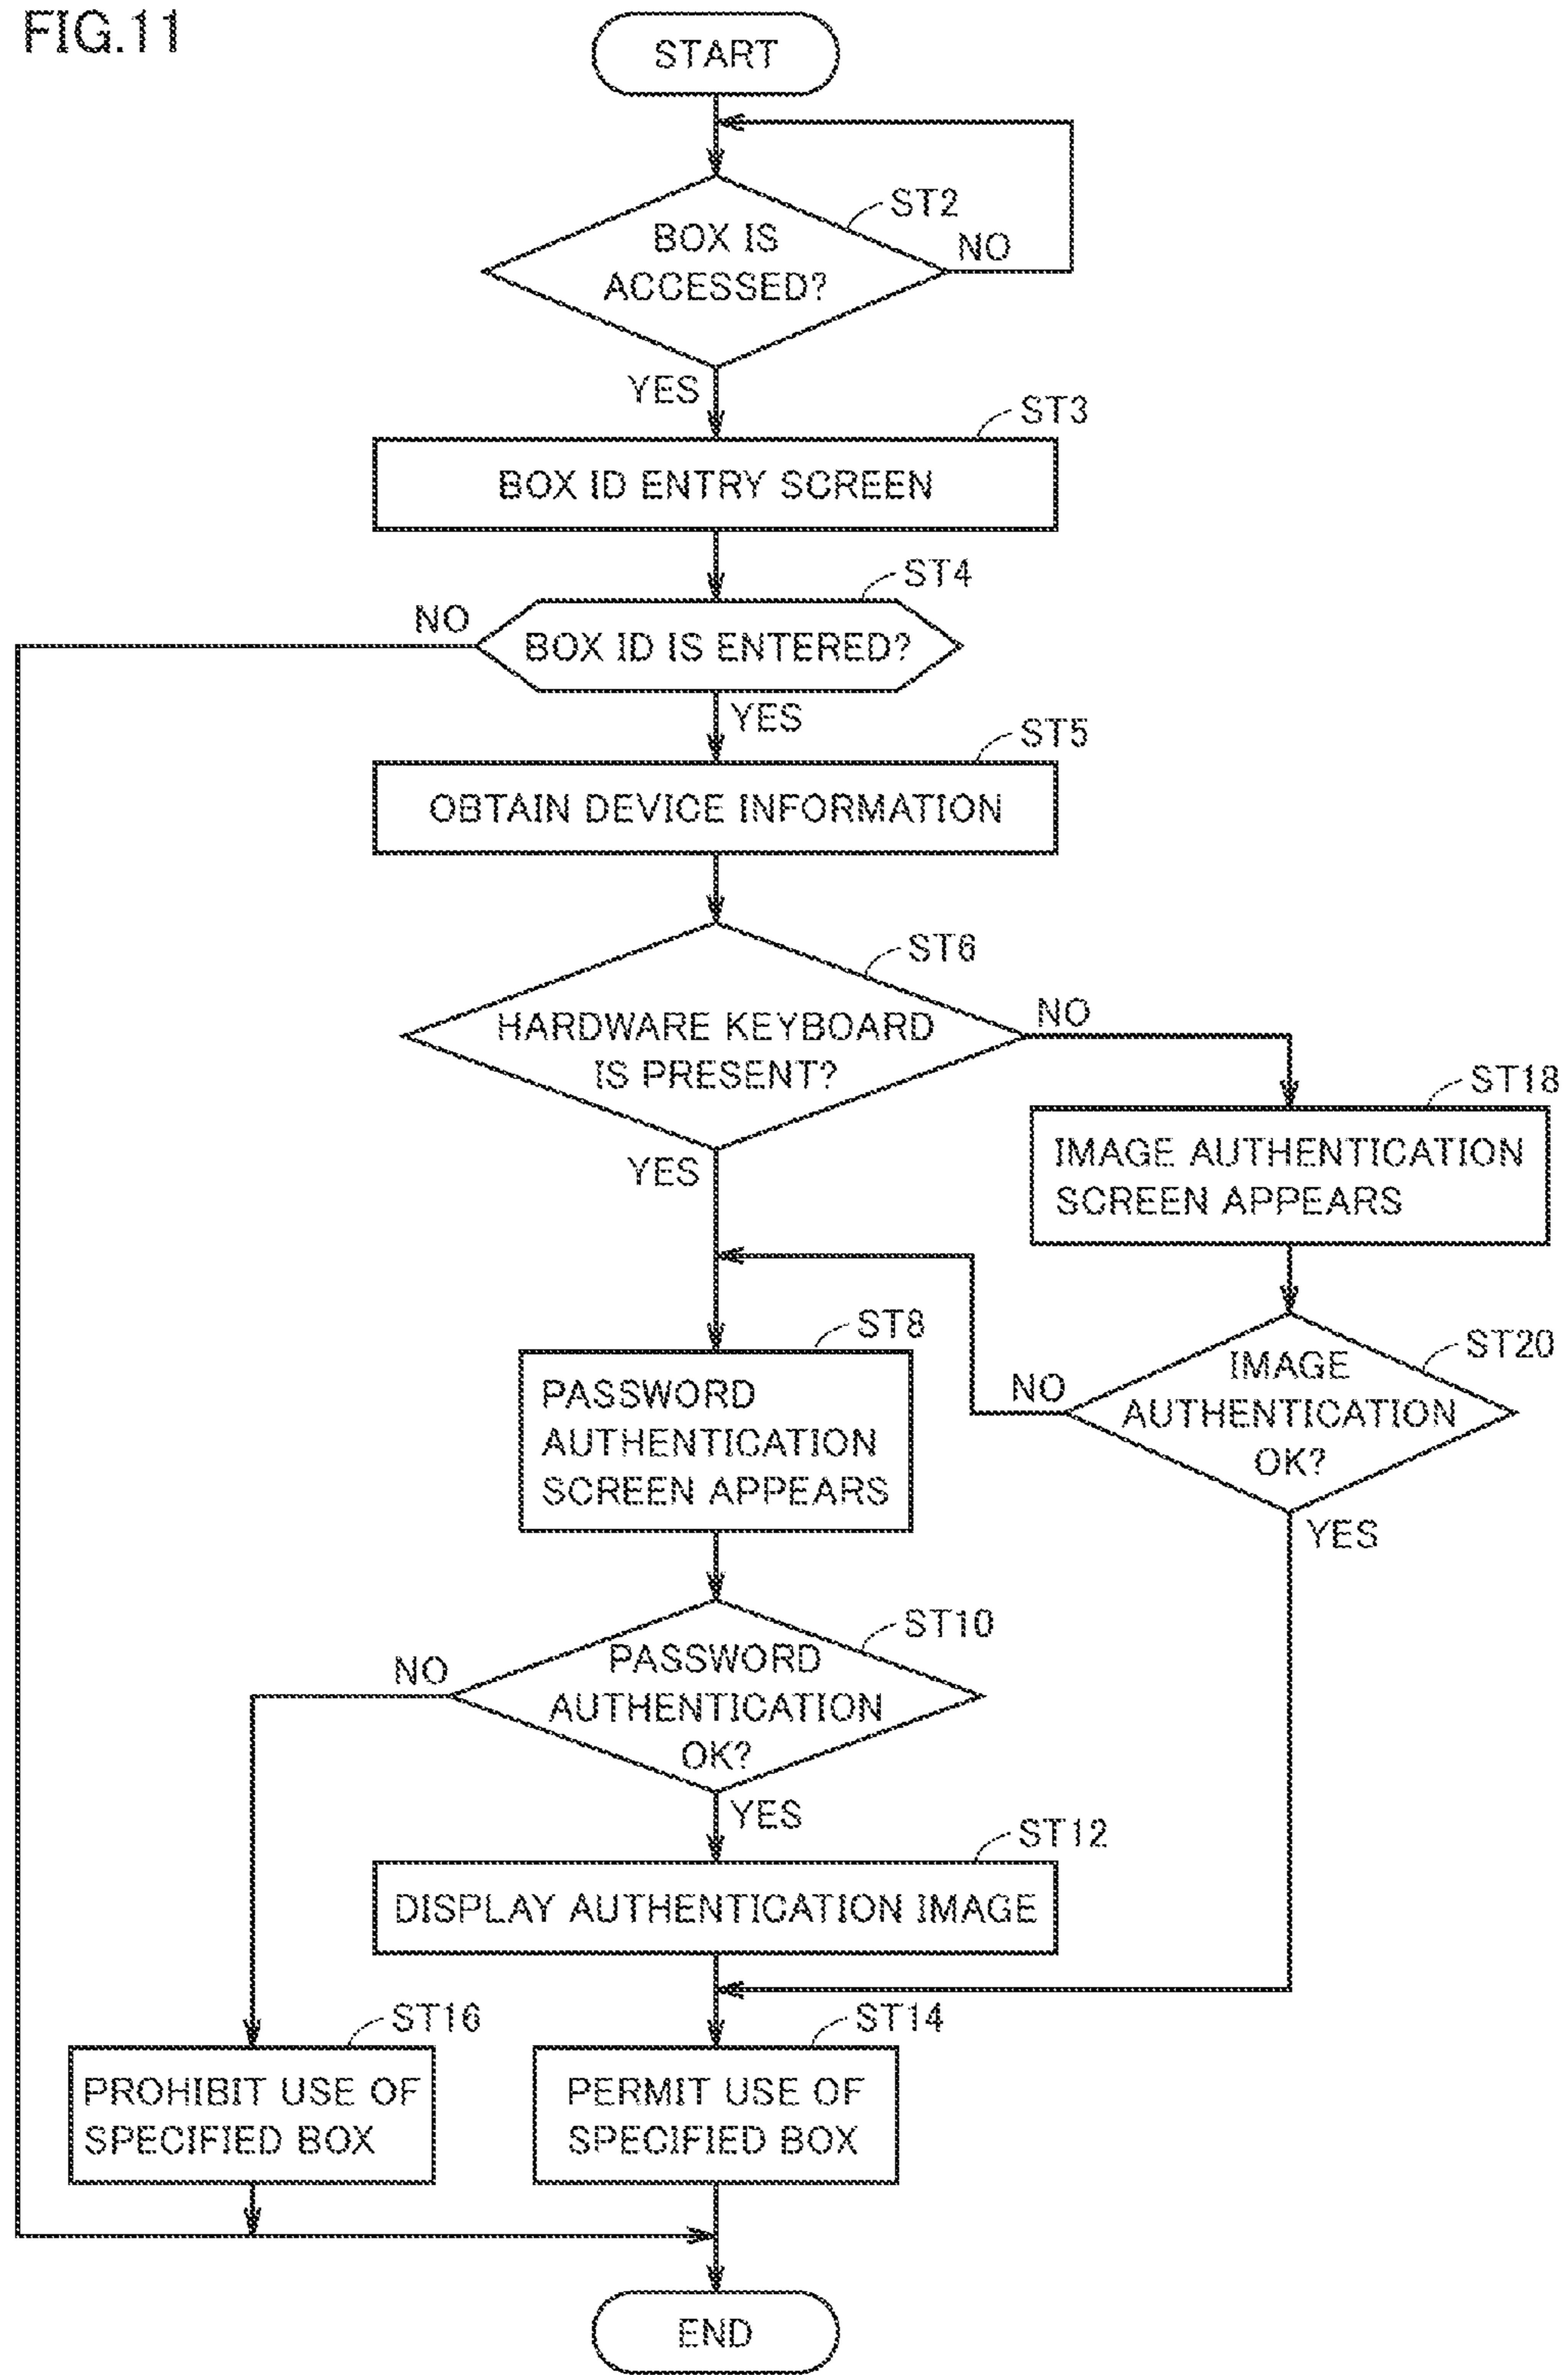 FIG.11
START
ST2
BOX IS
ACCESSED?
NO
YES
ST3
BOX ID ENTRY SCREEN
ST4
NO
BOX ID IS ENTERED?
YES
ST5
OBTAIN DEVICE INFORMATION
ST6
HARDWARE KEYBOARD
IS PRESENT?
NO
YES
ST18
IMAGE AUTHENTICATION
SCREEN APPEARS
ST8
PASSWORD
AUTHENTICATION
SCREEN APPEARS
ST20
IMAGE
AUTHENTICATION
OK?
NO
YES
ST10
PASSWORD
AUTHENTICATION
OK?
NO
YES
ST12
DISPLAY AUTHENTICATION IMAGE
ST16
PROHIBIT USE OF
SPECIFIED BOX
ST14
PERMIT USE OF
SPECIFIED BOX
END